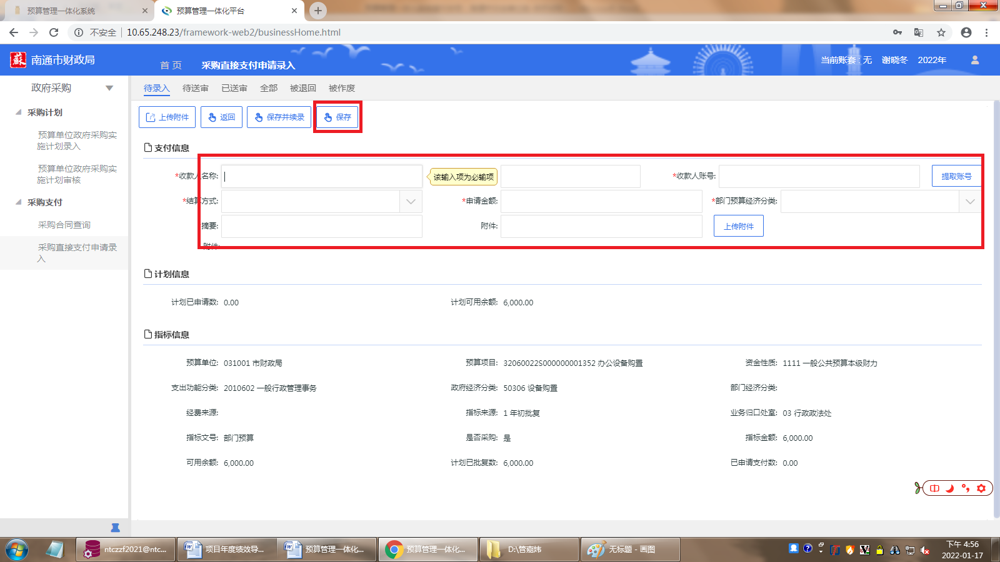 预算管理一体化系统
预算管理一体化平台
不安全 10.65.248.23/framework-web2/businessHome.html
蘇 南通市财政局
首 页
采购直接支付申请录入
当前账套 : 无 谢晓冬 2022年
政府采购
待录入 待送审 已送审 全部 被退回 被作废
采购计划
预算单位政府采购实
施计划录入
预算单位政府采购实
施计划审核
采购支付
采购合同查询
采购直接支付申请录
入
上传附件 返回 保存并续录 保存
支付信息
*收款人名称: 该输入项为必输项 *收款人账号: 提取账号
*结算方式: *申请金额: *部门预算经济分类:
摘要: 附件: 上传附件
附件:
计划信息
计划已申请数: 0.00 计划可用余额: 6,000.00
指标信息
预算单位: 031001 市财政局 预算项目: 32060022S000000001352 办公设备购置 资金性质: 1111 一般公共预算本级财力
支出功能分类: 2010602 一般行政管理事务 政府经济分类: 50306 设备购置 部门经济分类:
经费来源: 指标来源: 1 年初批复 业务归口处室: 03 行政政法处
指标文号: 部门预算 是否采购: 是 指标金额: 6,000.00
可用余额: 6,000.00 计划已批复数: 6,000.00 已申请支付数: 0.00
ntczzf2021@ntc... 项目年度绩效导... 预算管理一体化... 预算管理一体化... D:\管嘉炜 无标题 - 画图
下午 4:56
2022-01-17